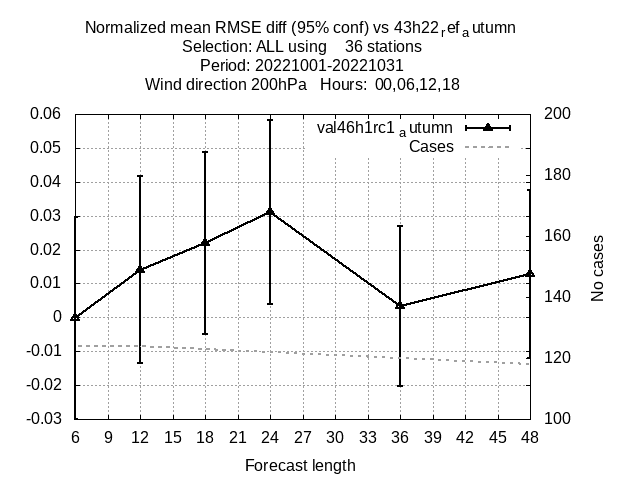 Normalized mean RMSE diff (95% conf) vs 43h22ref autumn
Selection: ALL using 36 stations
Period: 20221001-20221031
Wind direction 200hPa Hours: 00,06,12,18
val46h1rc1autumn
Cases
0.06
0.05
0.04
0.03
0.02
0.01
0
-0.01
-0.02
-0.03
200
180
160
140
120
100
No cases
6 9 12 15 18 21 24 27 30 33 36 39 42 45 48
Forecast length